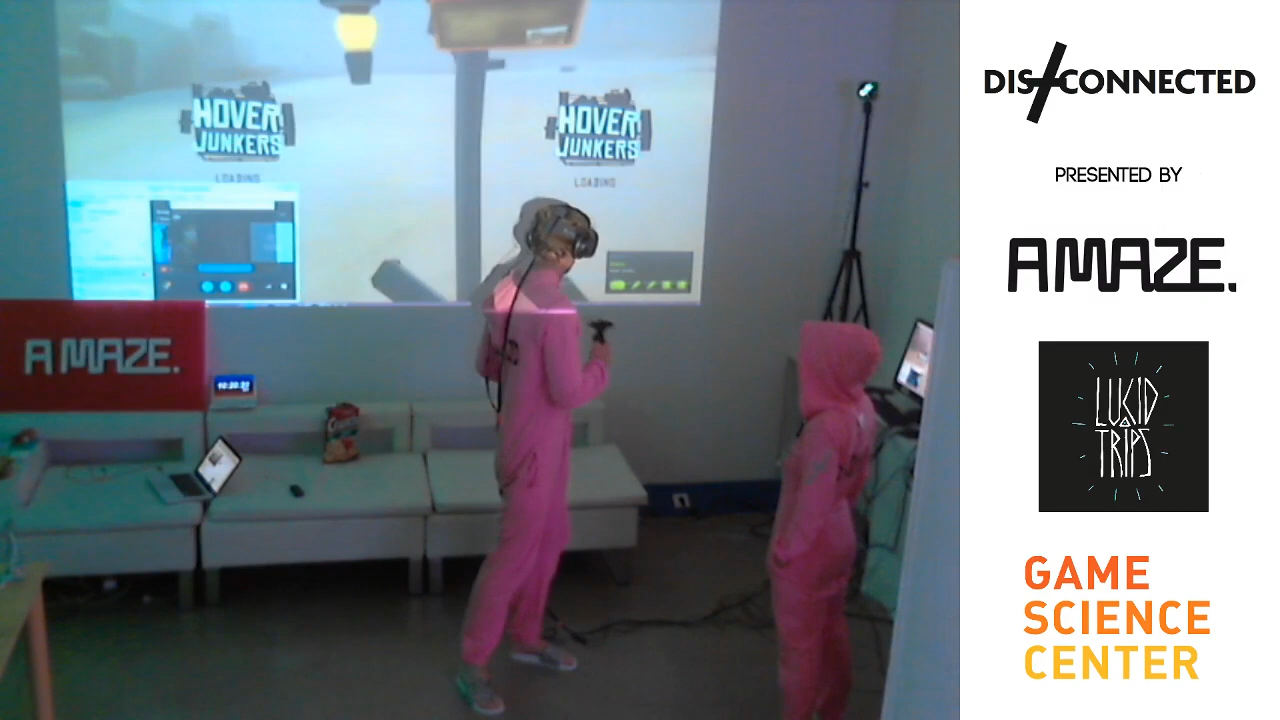 HOVER
JUNKERS
LOADING
HOVER
JUNKERS
LOADING
A MAZE.
DIS CONNECTED
PRESENTED BY
A MAZE.
LUCID
TRIPS
GAME
SCIENCE
CENTER